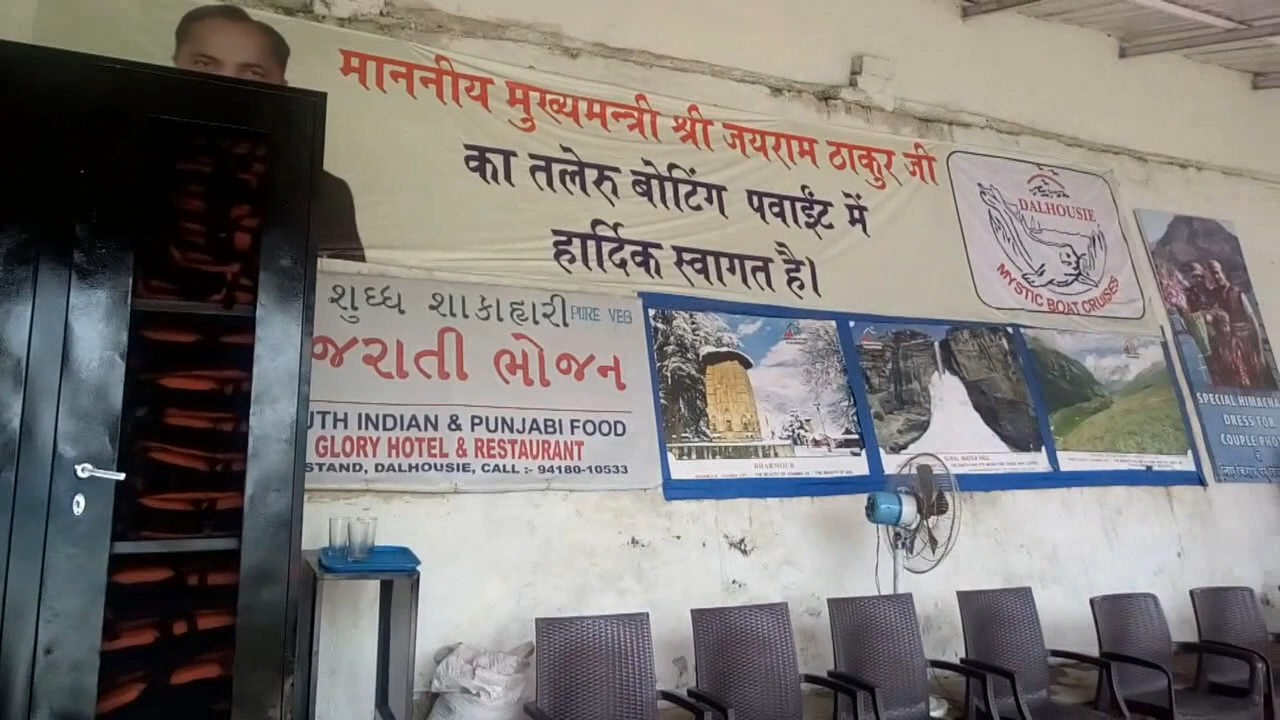 माननीय मुख्यमन्त्री श्री जयराम ठाकुर जी
का तलेरु बोटिंग पवाईंट में
हार्दिक स्वागत है।
DALHOUSIE
MYSTIC BOAT CRUISES
શુધ્ધ શાકાહારી PURE VEG
જરાતી ભોજન
UTH INDIAN & PUNJABI FOOD
GLORY HOTEL & RESTAURANT
STAND, DALHOUSIE, CALL :- 94180-10533
BHARMOUR
SPECIAL HIMACHA
DRESS FOR
COUPLE PHO